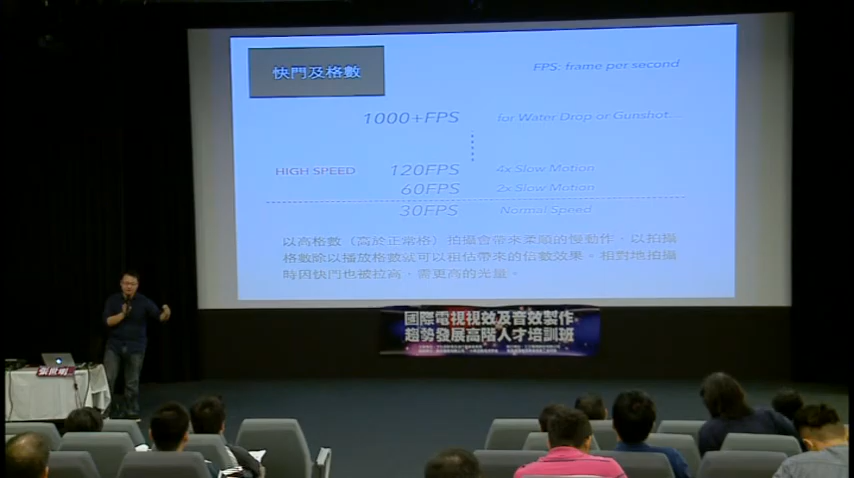 快門及格數
FPS: frame per second
1000+FPS for Water Drop or Gunshot...
HIGH SPEED 120FPS 4x Slow Motion
60FPS 2x Slow Motion
30FPS Normal Speed
以高格數（高於正常格）拍攝會帶來柔順的慢動作。以拍攝
格數除以播放格數就可以粗估帶來的倍數效果。相對地拍攝
時因快門也被拉高，需更高的光量。
國際電視視效及音效製作
趨勢發展高階人才培訓班
張世明